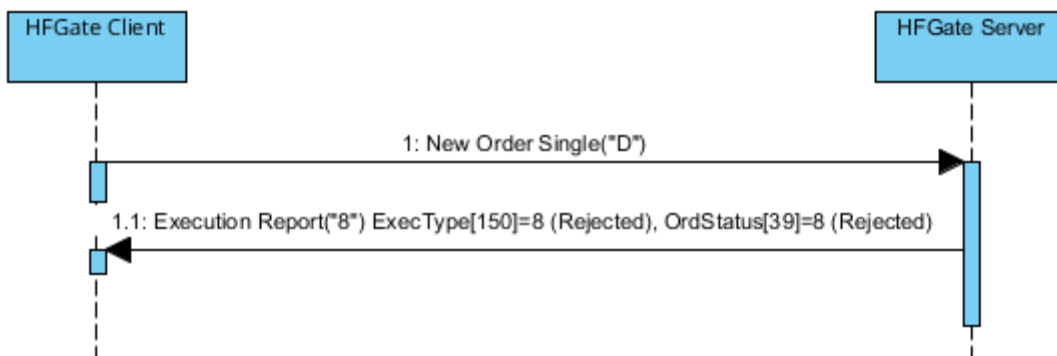 HFGate Client
HFGate Server
1: New Order Single("D")
1.1: Execution Report("8") ExecType[150]=8 (Rejected), OrdStatus[39]=8 (Rejected)